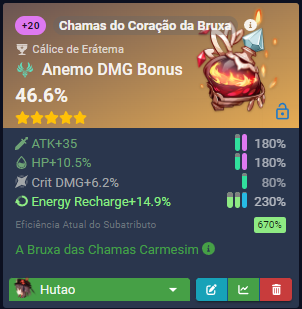 +20 Chamas do Coração da Bruxa
Cálice de Erátema
Anemo DMG Bonus
46.6%
ATK+35 180%
HP+10.5% 180%
Crit DMG+6.2% 80%
Energy Recharge+14.9% 230%
Eficiência Atual do Subatributo 670%
A Bruxa das Chamas Carmesim
Hutao